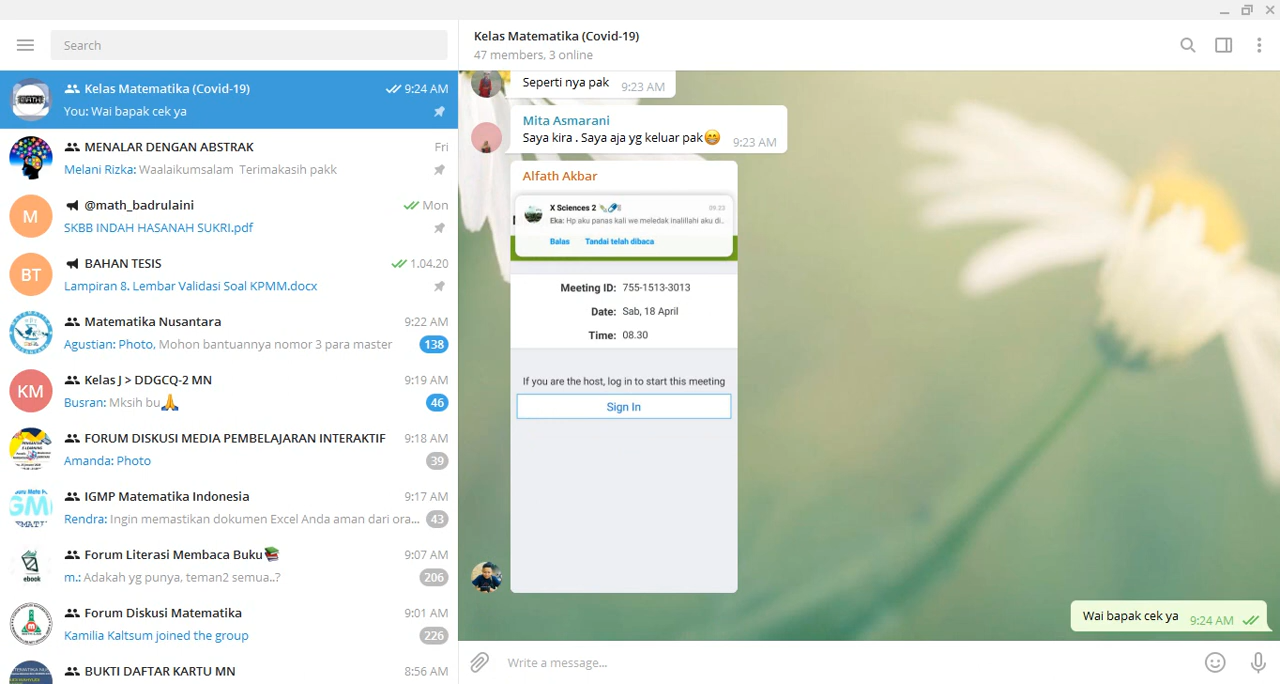 Search
Kelas Matematika (Covid-19)
9:24 AM
You: Wai bapak cek ya
MENALAR DENGAN ABSTRAK
Fri
Melani Rizka: Waalaikumsalam Terimakasih pakk
M
@math_badrulaini
Mon
SKBB INDAH HASANAH SUKRI.pdf
BT
BAHAN TESIS
1.04.20
Lampiran 8. Lembar Validasi Soal KPMM.docx
Matematika Nusantara
9:22 AM
Agustian: Photo, Mohon bantuannya nomor 3 para master
138
KM
Kelas J > DDGCQ-2 MN
9:19 AM
Busran: Mksih bu🙏
46
FORUM DISKUSI MEDIA PEMBELAJARAN INTERAKTIF
9:18 AM
Amanda: Photo
39
IGMP Matematika Indonesia
9:17 AM
Rendra: Ingin memastikan dokumen Excel Anda aman dari ora...
43
ebook
Forum Literasi Membaca Buku📚
9:07 AM
m.: Adakah yg punya, teman2 semua..?
206
Forum Diskusi Matematika
9:01 AM
Kamilia Kaltsum joined the group
226
BUKTI DAFTAR KARTU MN
8:56 AM
Kelas Matematika (Covid-19)
47 members, 3 online
Seperti nya pak
9:23 AM
Mita Asmarani
Saya kira . Saya aja yg keluar pak😁
9:23 AM
Alfath Akbar
X Sciences 2
09.23
Eka: Hp aku panas kali we meledak inalillahi aku di..
Balas Tandai telah dibaca
Meeting ID: 755-1513-3013
Date: Sab, 18 April
Time: 08.30
If you are the host, log in to start this meeting
Sign In
Wai bapak cek ya
9:24 AM
Write a message...